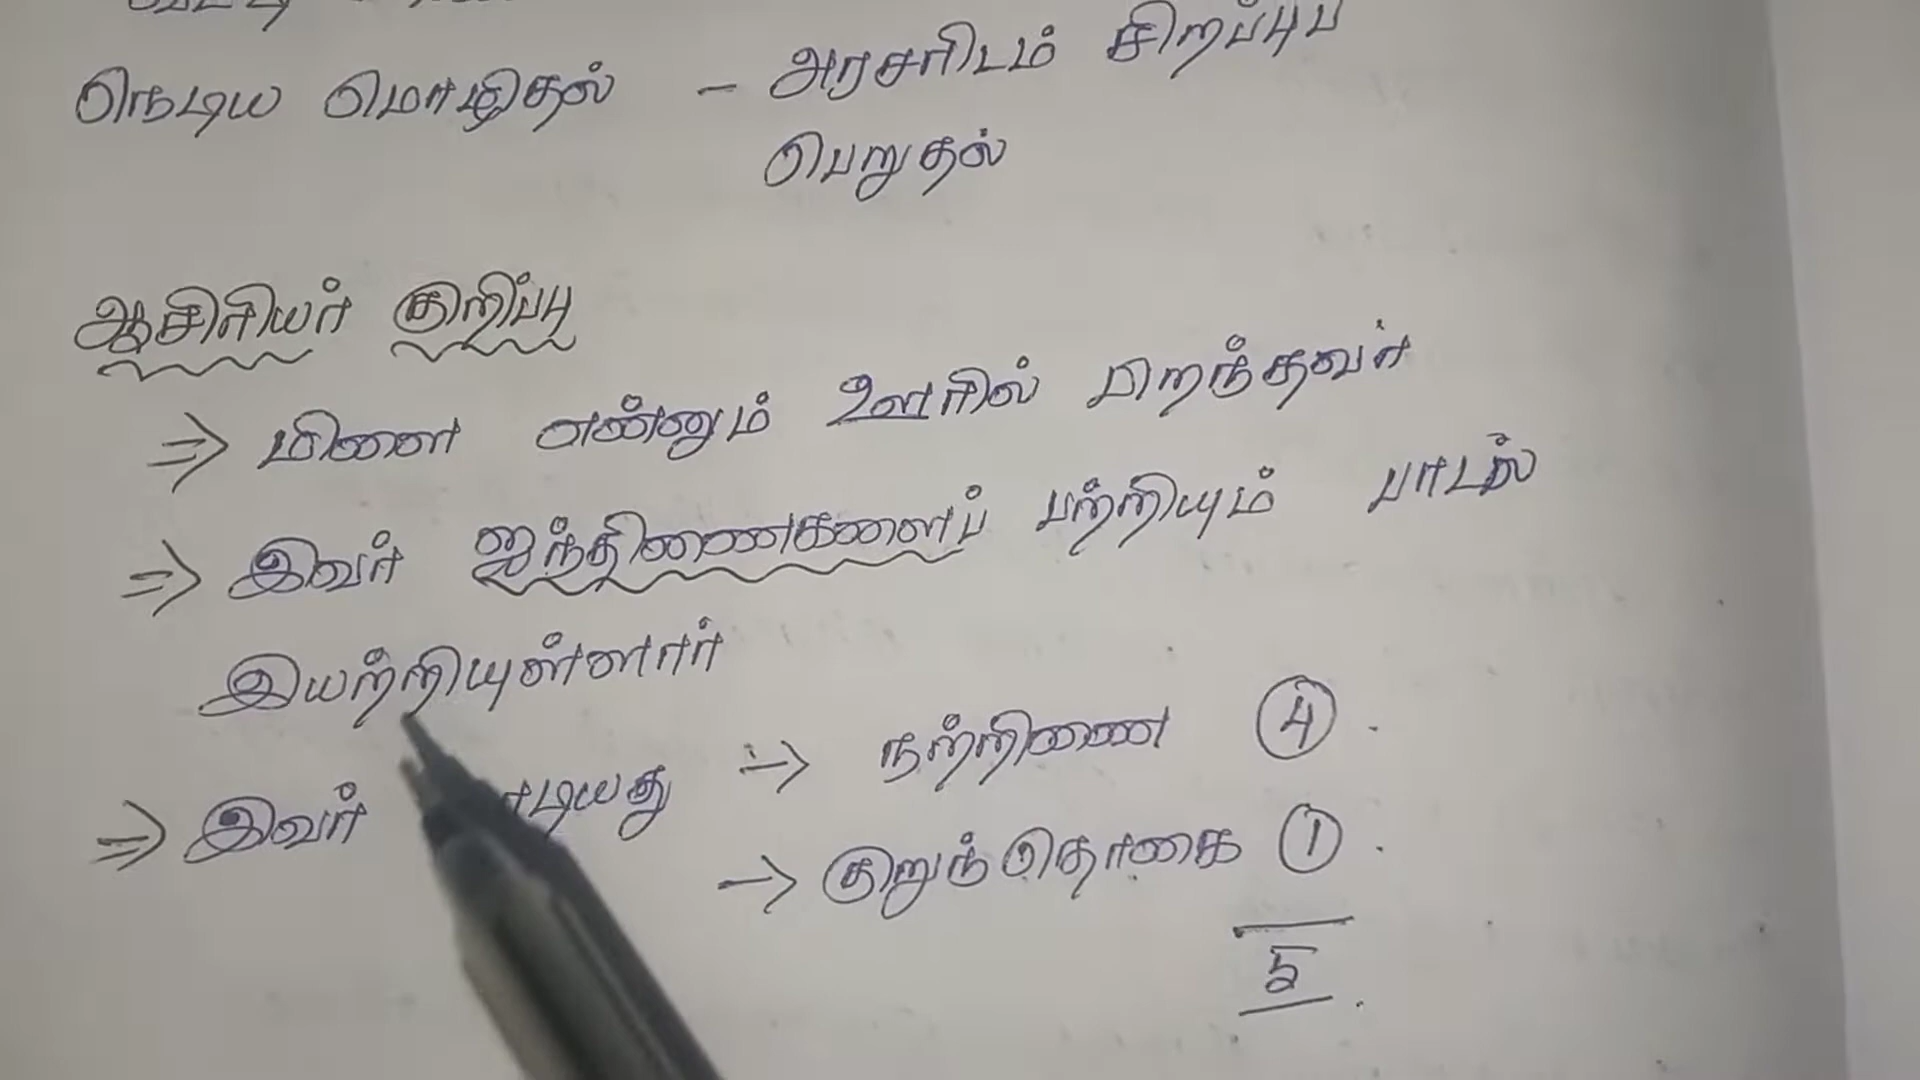 நெடிய மொழிதல் - அரசரிடம் சிறப்புப்
பெறுதல்
ஆசிரியர் குறிப்பு
⇒ மிளை என்னும் ஊரில் பிறந்தவர்
⇒ இவர் ஐந்திணைகளைப் பற்றியும் பாடல்
இயற்றியுள்ளார்
⇒ இவர் → நற்றிணை 4.
→ குறுந்தொகை 1.
5.